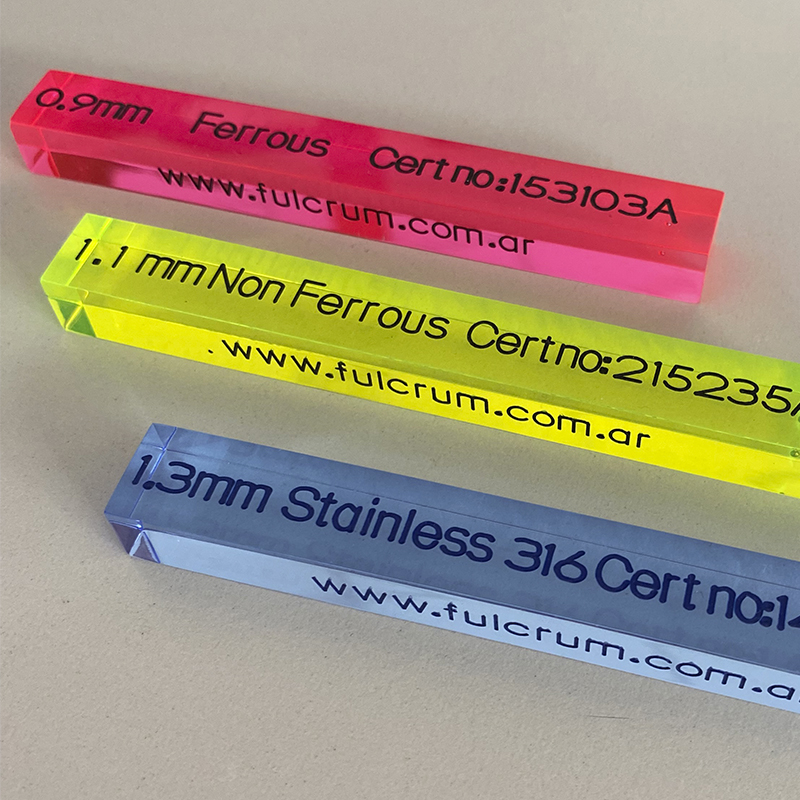 0.9mm Ferrous Cert no:153103A
www.fulcrum.com.ar
1.1 mm Non Ferrous Cert no:215235
www.fulcrum.com.ar
1.3mm Stainless 316 Cert no:14
www.fulcrum.com.a